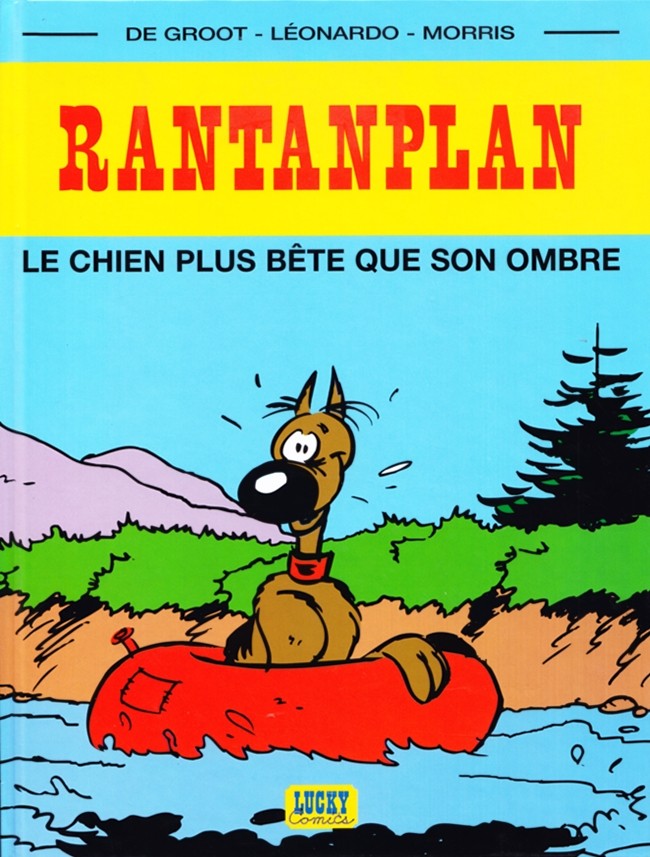 DE GROOT - LÉONARDO - MORRIS
RANTANPLAN
LE CHIEN PLUS BÊTE QUE SON OMBRE
LUCKY
Comics